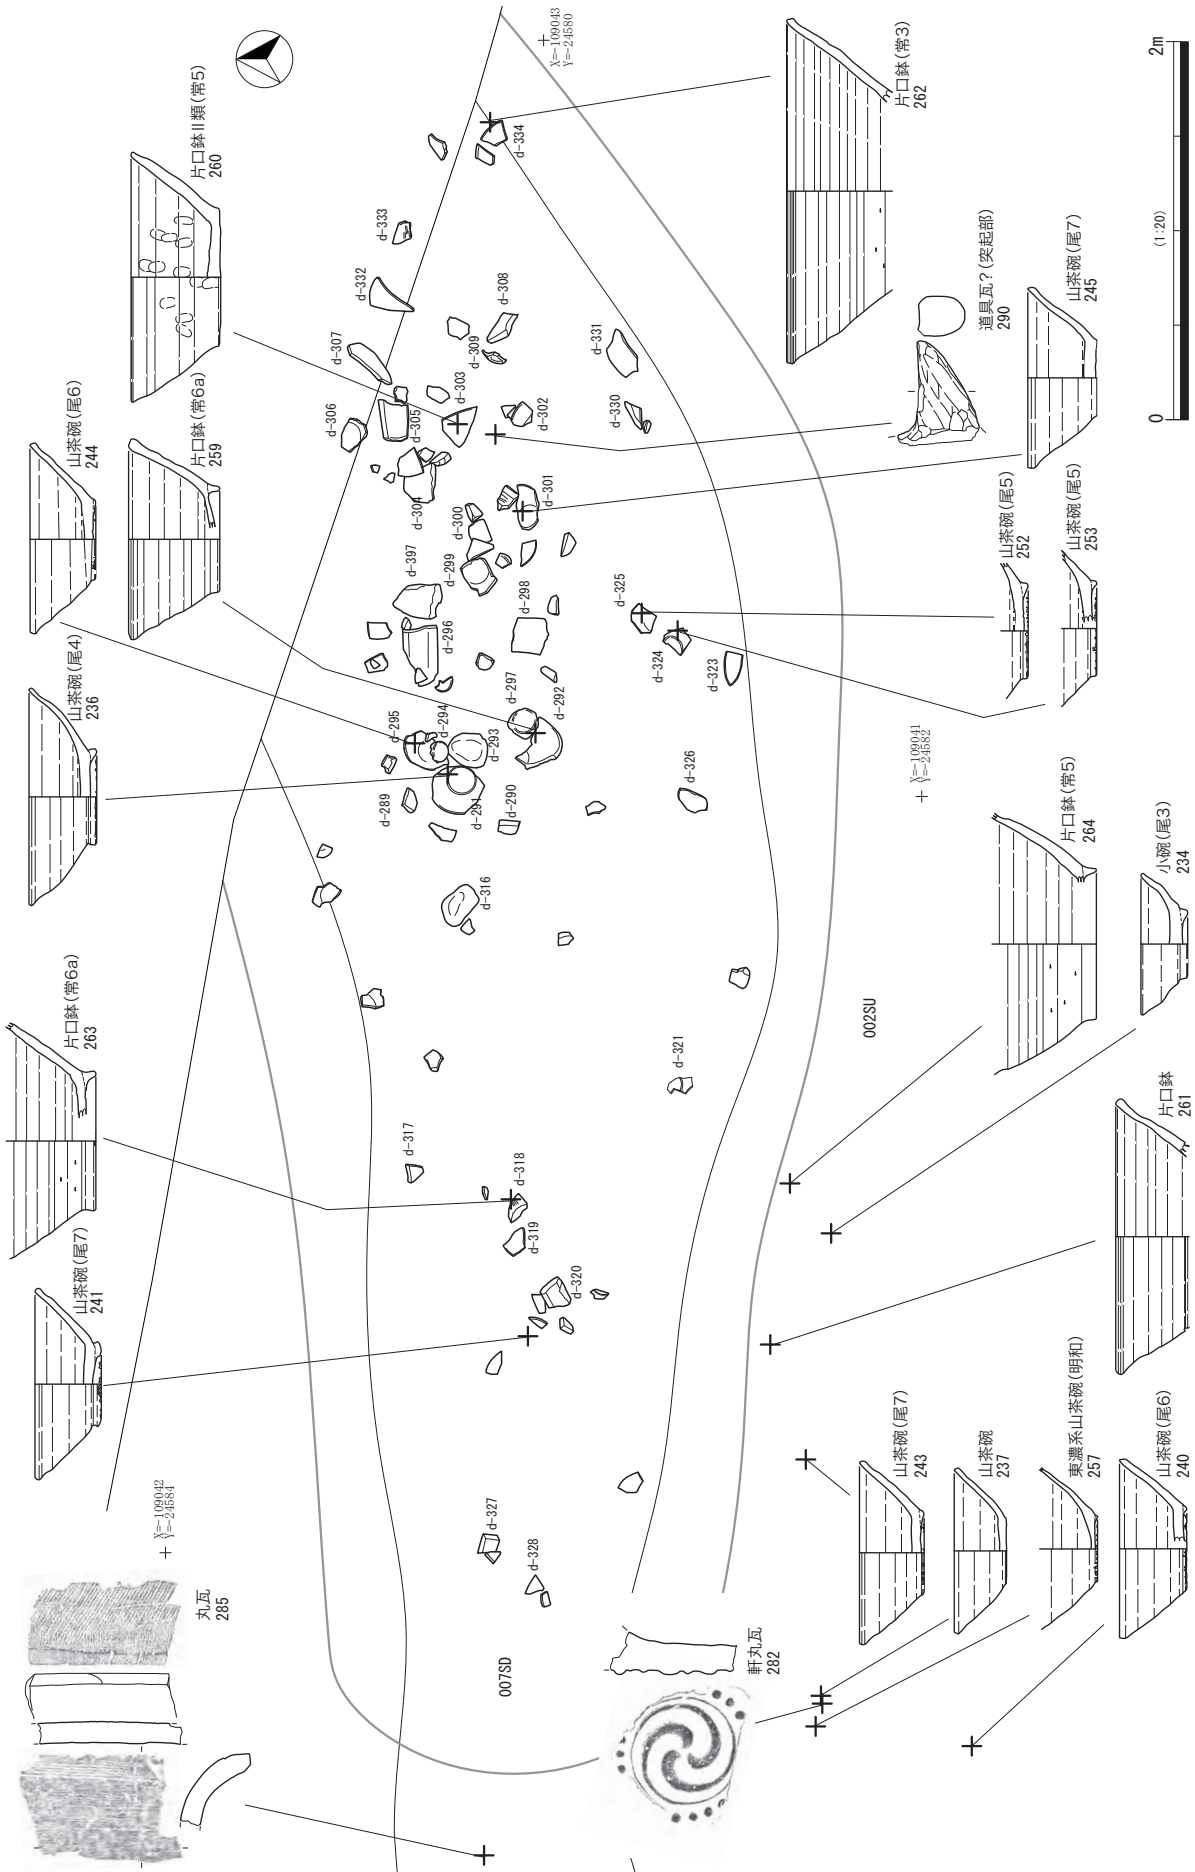 片口鉢Ⅱ類(常5)
260
山茶碗(尾6)
244
片口鉢(常6a)
259
山茶碗(尾4)
236
片口鉢(常6a)
263
山茶碗(尾7)
241
X=-109042
Y=-24584
丸瓦
285
X=-109043
Y=-24580
片口鉢(常3)
262
d-334
d-333
d-332
d-308
d-309
d-307
d-331
d-303
d-306
d-305
d-302
d-330
d-304
d-301
d-300
d-397
d-299
d-298
d-325
d-296
d-324
d-323
d-297
d-292
d-295
d-294
d-293
d-289
d-291
d-290
d-326
d-316
d-321
d-317
d-318
d-319
d-320
d-327
d-328
007SD
002SU
道具瓦?(突起部)
290
山茶碗(尾7)
245
山茶碗(尾5)
252
山茶碗(尾5)
253
X=-109041
Y=-24582
片口鉢(常5)
264
小碗(尾3)
234
片口鉢
261
山茶碗(尾7)
243
山茶碗
237
東濃系山茶碗(明和)
257
山茶碗(尾6)
240
軒丸瓦
282
0
(1:20)
2m